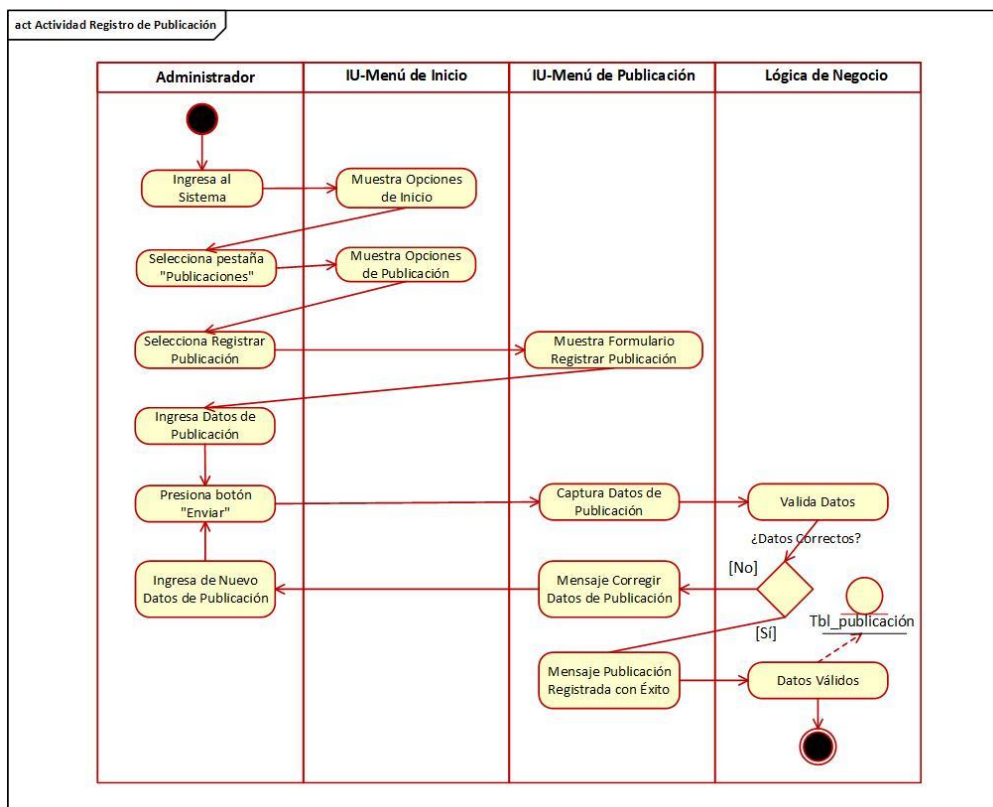 act Actividad Registro de Publicación
Administrador
IU-Menú de Inicio
IU-Menú de Publicación
Lógica de Negocio
Ingresa al
Sistema
Muestra Opciones
de Inicio
Selecciona pestaña
"Publicaciones"
Muestra Opciones
de Publicación
Selecciona Registrar
Publicación
Muestra Formulario
Registrar Publicación
Ingresa Datos de
Publicación
Presiona botón
"Enviar"
Captura Datos de
Publicación
Valida Datos
¿Datos Correctos?
[No]
Ingresa de Nuevo
Datos de Publicación
Mensaje Corregir
Datos de Publicación
Tbl_publicación
[Sí]
Mensaje Publicación
Registrada con Éxito
Datos Válidos